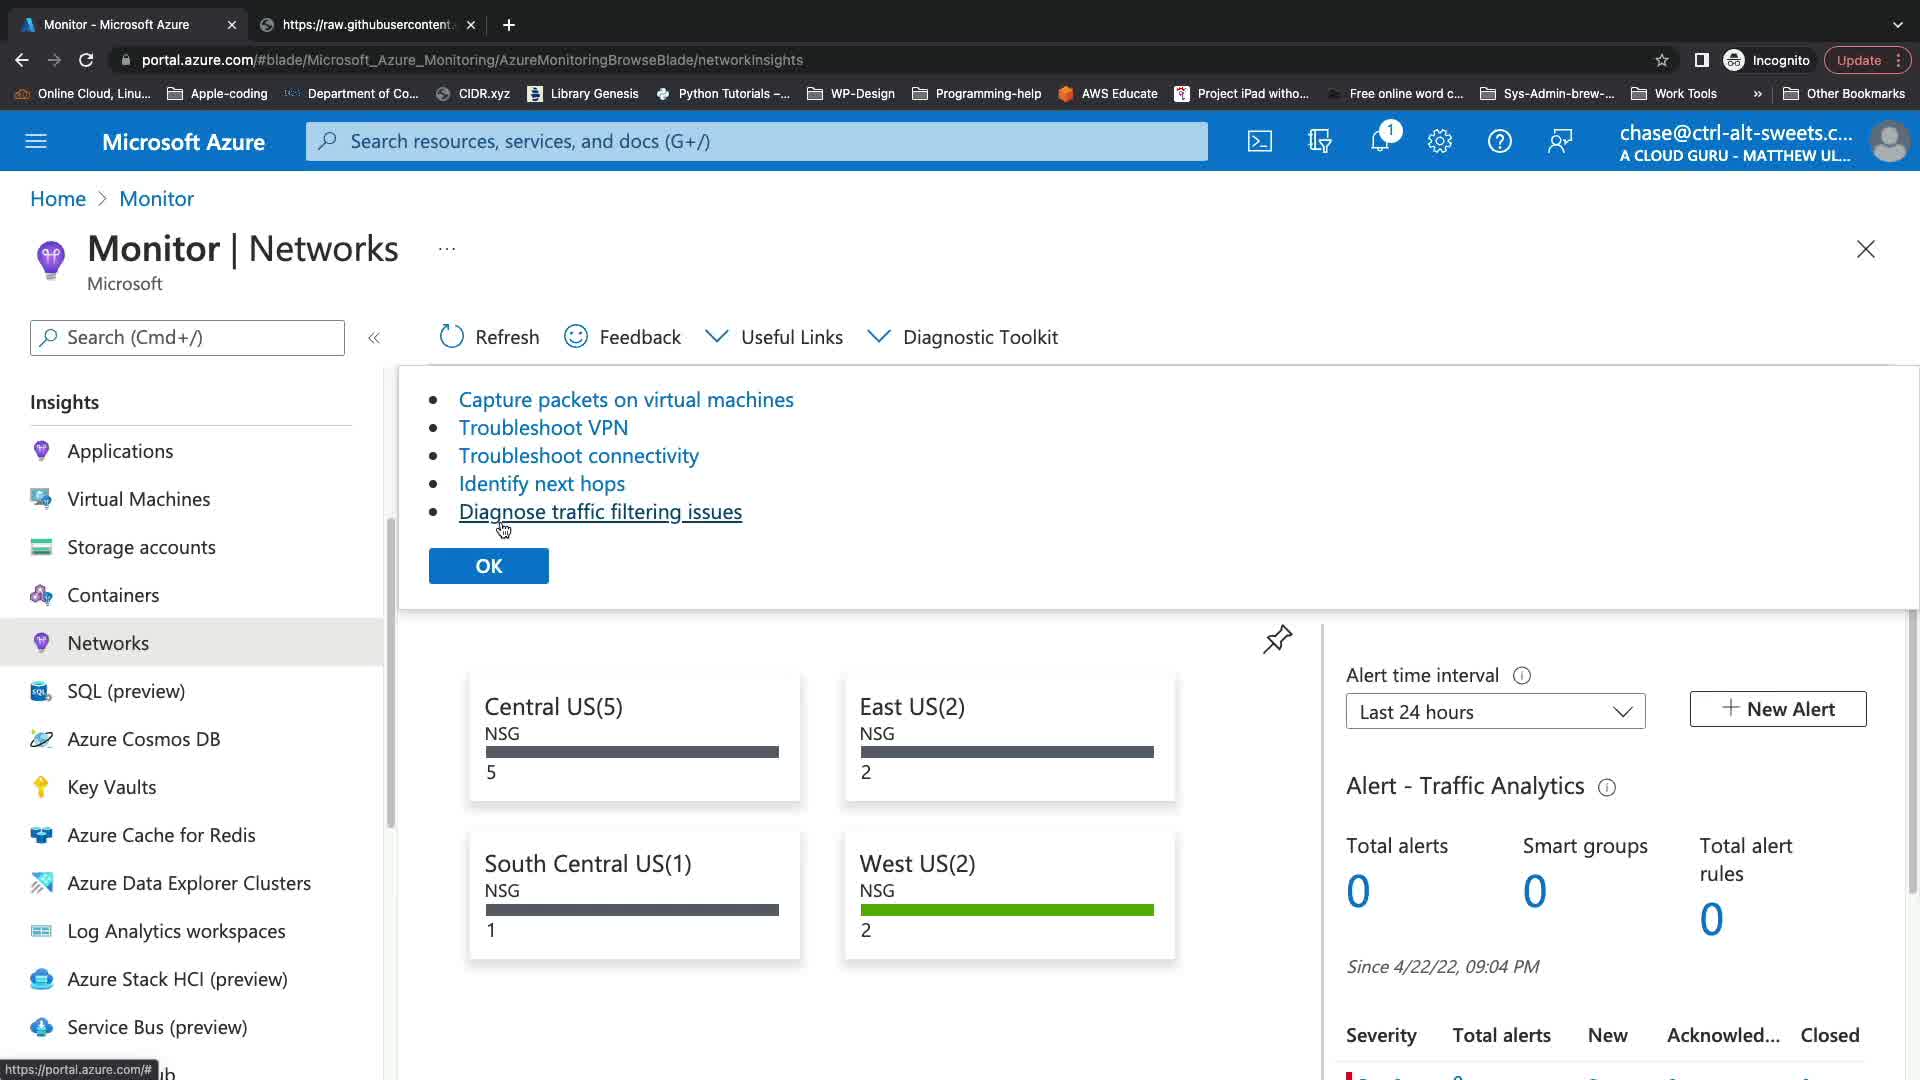 Monitor - Microsoft Azure
https://raw.githubusercontent.
portal.azure.com/#blade/Microsoft_Azure_Monitoring/AzureMonitoringBrowseBlade/networkInsights
Incognito
Update
Online Cloud, Linu...
Apple-coding
Department of Co...
CIDR.xyz
Library Genesis
Python Tutorials –...
WP-Design
Programming-help
AWS Educate
Project iPad witho...
Free online word c...
Sys-Admin-brew-...
Work Tools
»
Other Bookmarks
Microsoft Azure
Search resources, services, and docs (G+/)
1
chase@ctrl-alt-sweets.c...
A CLOUD GURU - MATTHEW UL...
Home > Monitor
Monitor | Networks
...
Microsoft
Search (Cmd+/)
«
Refresh
Feedback
Useful Links
Diagnostic Toolkit
Insights
Applications
Virtual Machines
Storage accounts
Containers
Networks
SQL (preview)
Azure Cosmos DB
Key Vaults
Azure Cache for Redis
Azure Data Explorer Clusters
Log Analytics workspaces
Azure Stack HCI (preview)
Service Bus (preview)
https://portal.azure.com/#
• Capture packets on virtual machines
• Troubleshoot VPN
• Troubleshoot connectivity
• Identify next hops
• Diagnose traffic filtering issues
OK
Central US(5)
NSG
5
East US(2)
NSG
2
South Central US(1)
NSG
1
West US(2)
NSG
2
Alert time interval
Last 24 hours
+ New Alert
Alert - Traffic Analytics
Total alerts
0
Smart groups
0
Total alert
rules
0
Since 4/22/22, 09:04 PM
Severity
Total alerts
New
Acknowled...
Closed